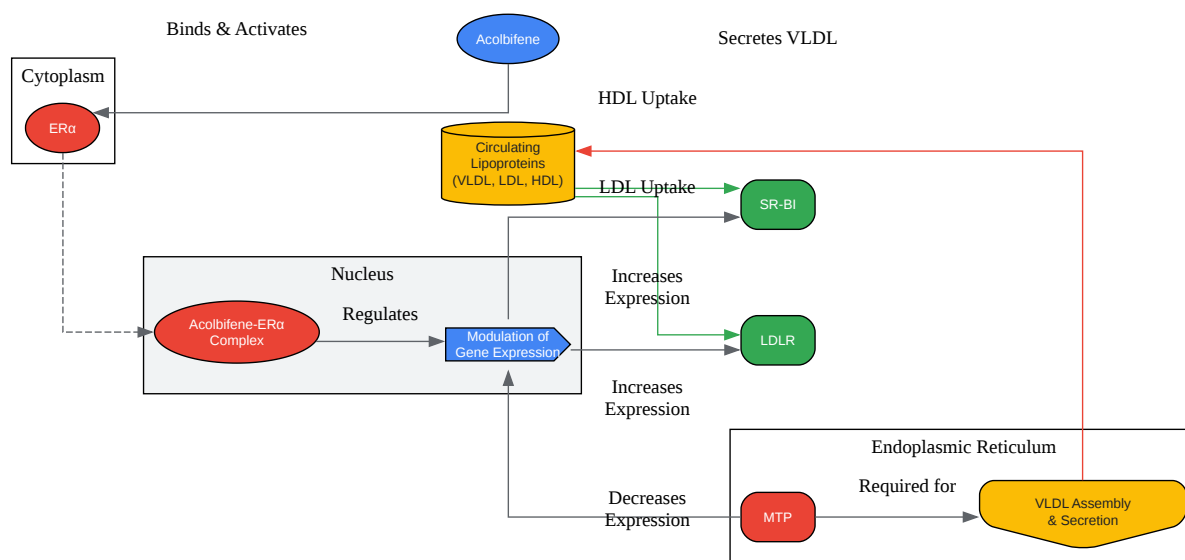 Binds & Activates
Acolbifene
Secretes VLDL
Cytoplasm
ERα
HDL Uptake
Circulating
Lipoproteins
(VLDL, LDL, HDL)
LDL Uptake
SR-BI
Nucleus
Increases
Expression
Acolbifene-ERα
Complex
Regulates
Modulation of
Gene Expression
LDLR
Increases
Expression
Endoplasmic Reticulum
Decreases
Expression
MTP
Required for
VLDL Assembly
& Secretion